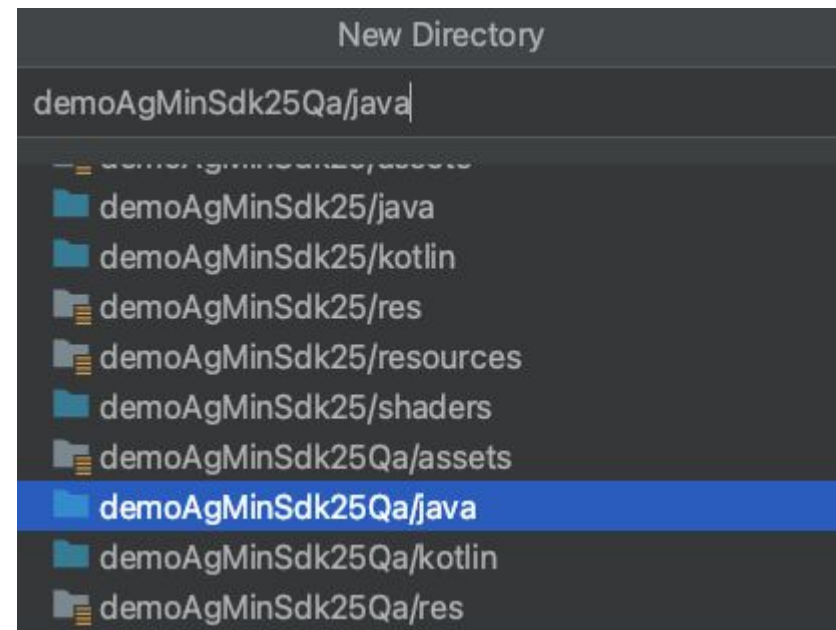 New Directory
demoAgMinSdk25Qa/java
demoAgMinSdk25/java
demoAgMinSdk25/kotlin
demoAgMinSdk25/res
demoAgMinSdk25/resources
demoAgMinSdk25/shaders
demoAgMinSdk25Qa/assets
demoAgMinSdk25Qa/java
demoAgMinSdk25Qa/kotlin
demoAgMinSdk25Qa/res